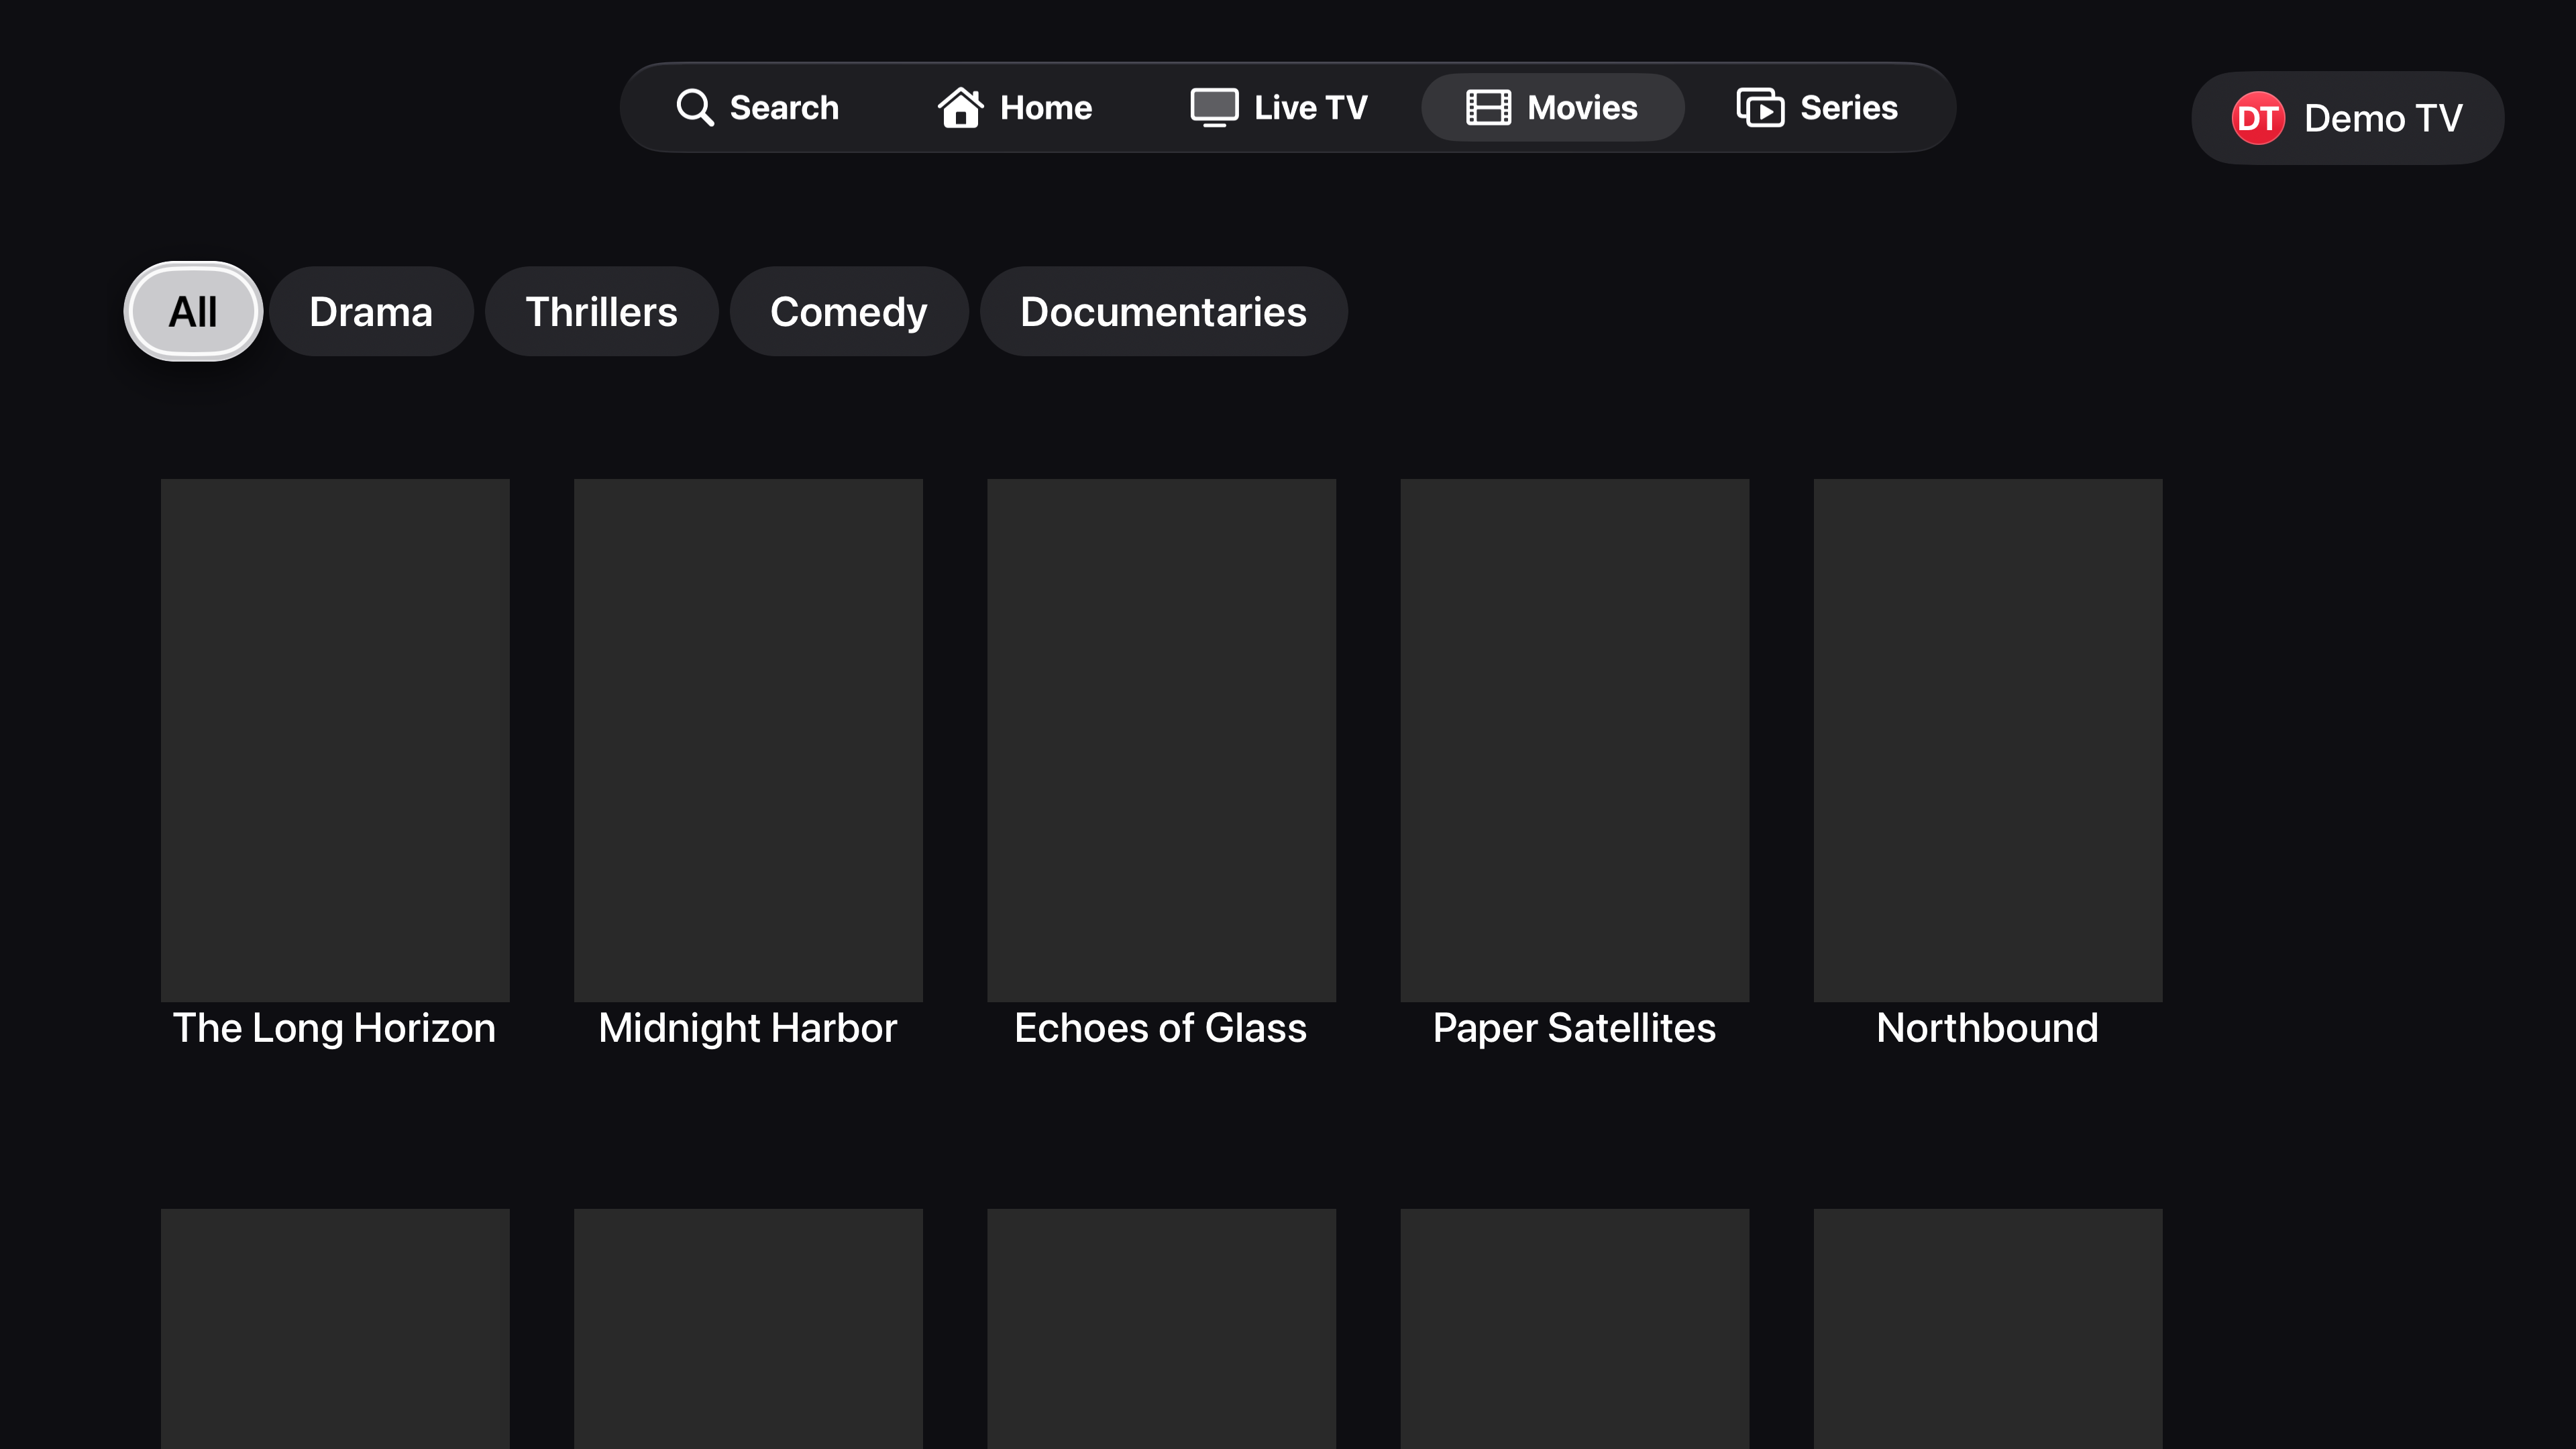 Search Home Live TV Movies Series
DT Demo TV
All Drama Thrillers Comedy Documentaries
The Long Horizon Midnight Harbor Echoes of Glass Paper Satellites Northbound